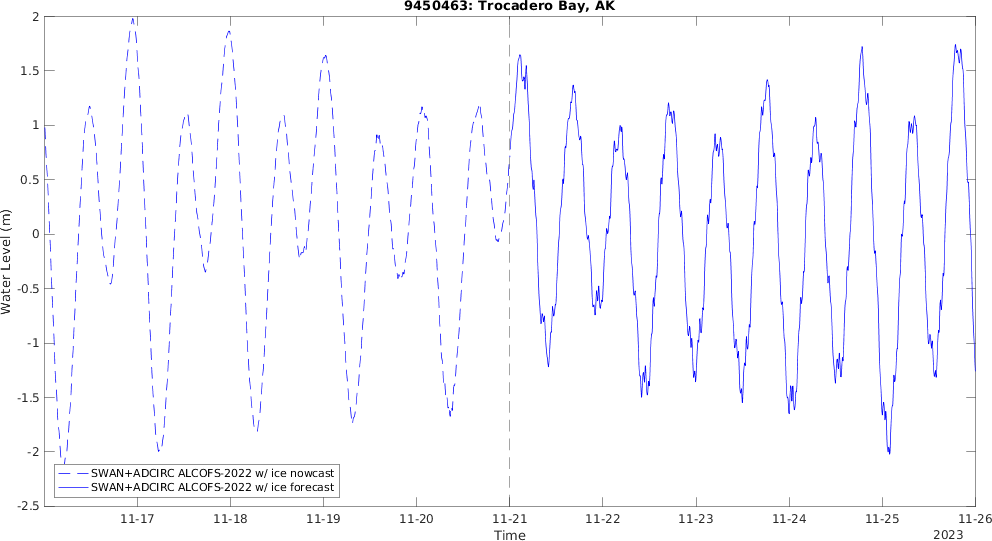 9450463: Trocadero Bay, AK
Water Level (m)
2
1.5
1
0.5
0
-0.5
-1
-1.5
-2
-2.5
SWAN+ADCIRC ALCOFS-2022 w/ ice nowcast
SWAN+ADCIRC ALCOFS-2022 w/ ice forecast
11-17 11-18 11-19 11-20 11-21 11-22 11-23 11-24 11-25 11-26
Time
2023